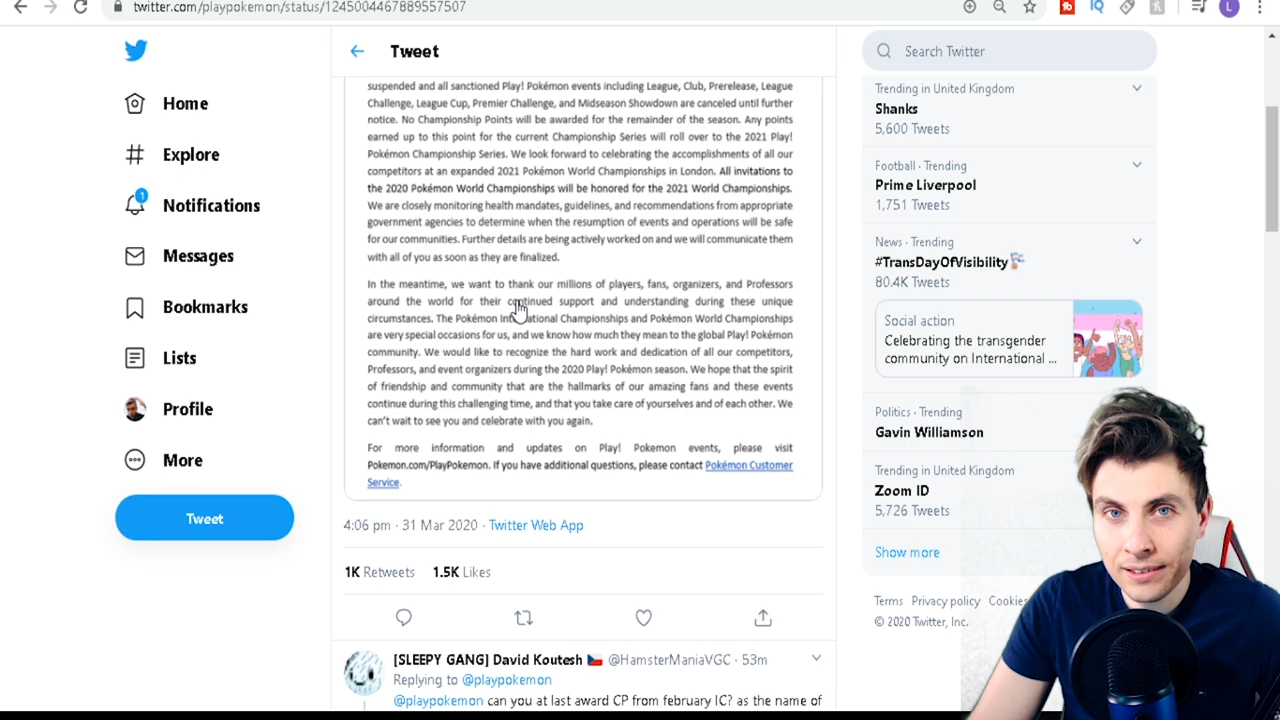 twitter.com/playpokemon/status/1245004467889557507
L
Home
Explore
1
Notifications
Messages
Bookmarks
Lists
Profile
More
Tweet
Tweet
suspended and all sanctioned Play! Pokémon events including League, Club, Prerelease, League
Challenge, League Cup, Premier Challenge, and Midseason Showdown are canceled until further
notice. No Championship Points will be awarded for the remainder of the season. Any points
earned up to this point for the current Championship Series will roll over to the 2021 Play!
Pokémon Championship Series. We look forward to celebrating the accomplishments of all our
competitors at an expanded 2021 Pokémon World Championships in London. All invitations to
the 2020 Pokémon World Championships will be honored for the 2021 World Championships.
We are closely monitoring health mandates, guidelines, and recommendations from appropriate
government agencies to determine when the resumption of events and operations will be safe
for our communities. Further details are being actively worked on and we will communicate them
with all of you as soon as they are finalized.
In the meantime, we want to thank our millions of players, fans, organizers, and Professors
around the world for their continued support and understanding during these unique
circumstances. The Pokémon International Championships and Pokémon World Championships
are very special occasions for us, and we know how much they mean to the global Play! Pokémon
community. We would like to recognize the hard work and dedication of all our competitors,
Professors, and event organizers during the 2020 Play! Pokémon season. We hope that the spirit
of friendship and community that are the hallmarks of our amazing fans and these events
continue during this challenging time, and that you take care of yourselves and of each other. We
can't wait to see you and celebrate with you again.
For more information and updates on Play! Pokemon events, please visit
Pokemon.com/PlayPokemon. If you have additional questions, please contact Pokémon Customer
Service.
4:06 pm · 31 Mar 2020 · Twitter Web App
1K Retweets 1.5K Likes
[SLEEPY GANG] David Koutesh 🇨🇿 @HamsterManiaVGC · 53m
Replying to @playpokemon
@playpokemon can you at last award CP from february IC? as the name of
Search Twitter
Trending in United Kingdom
Shanks
5,600 Tweets
Football · Trending
Prime Liverpool
1,751 Tweets
News · Trending
#TransDayOfVisibility
80.4K Tweets
Social action
Celebrating the transgender
community on International ...
Politics · Trending
Gavin Williamson
Trending in United Kingdom
Zoom ID
5,726 Tweets
Show more
Terms Privacy policy Cookies
© 2020 Twitter, Inc.